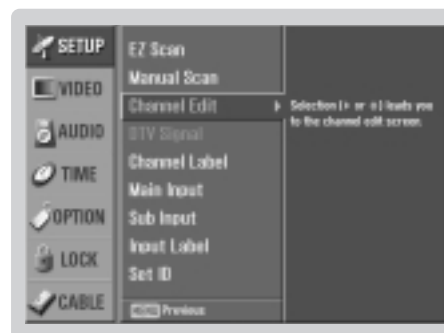 SETUP
VIDEO
AUDIO
TIME
OPTION
LOCK
CABLE
EZ Scan
Manual Scan
Channel Edit
DTV Signal
Channel Label
Main Input
Sub Input
Input Label
Set ID
Previous
Selection ( or ) leads you
to the channel edit screen.